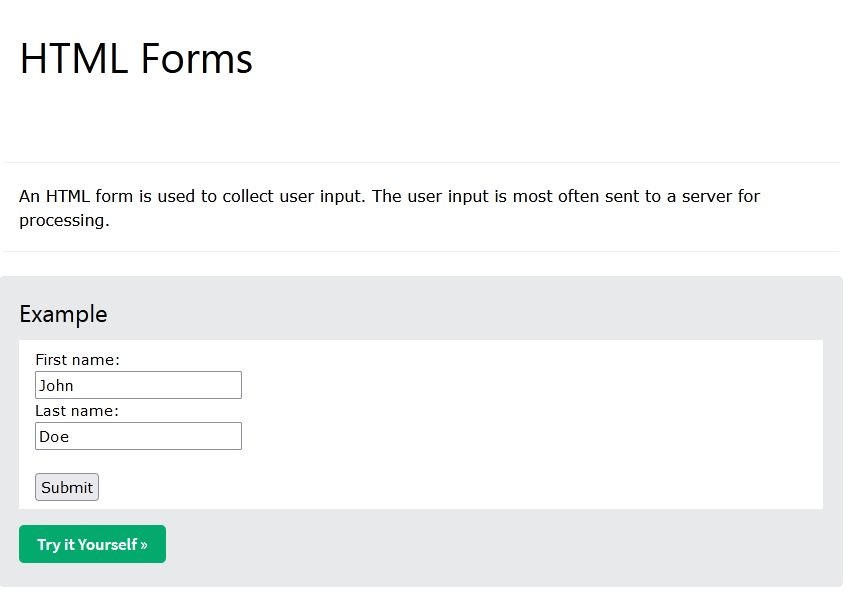 HTML Forms
An HTML form is used to collect user input. The user input is most often sent to a server for
processing.
Example
First name:
John
Last name:
Doe
Submit
Try it Yourself »